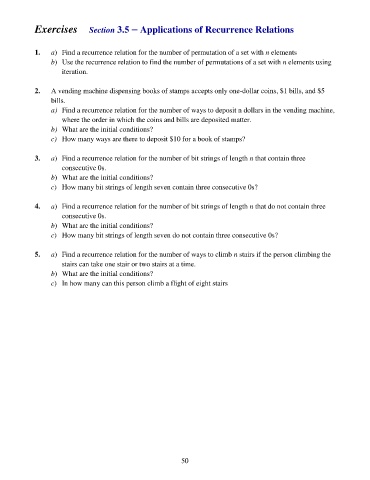 Exercises Section 3.5 – Applications of Recurrence Relations
1. a) Find a recurrence relation for the number of permutation of a set with n elements
b) Use the recurrence relation to find the number of permutations of a set with n elements using
iteration.
2. A vending machine dispensing books of stamps accepts only one-dollar coins, $1 bills, and $5
bills.
a) Find a recurrence relation for the number of ways to deposit n dollars in the vending machine,
where the order in which the coins and bills are deposited matter.
b) What are the initial conditions?
c) How many ways are there to deposit $10 for a book of stamps?
3. a) Find a recurrence relation for the number of bit strings of length n that contain three
consecutive 0s.
b) What are the initial conditions?
c) How many bit strings of length seven contain three consecutive 0s?
4. a) Find a recurrence relation for the number of bit strings of length n that do not contain three
consecutive 0s.
b) What are the initial conditions?
c) How many bit strings of length seven do not contain three consecutive 0s?
5. a) Find a recurrence relation for the number of ways to climb n stairs if the person climbing the
stairs can take one stair or two stairs at a time.
b) What are the initial conditions?
c) In how many can this person climb a flight of eight stairs
50